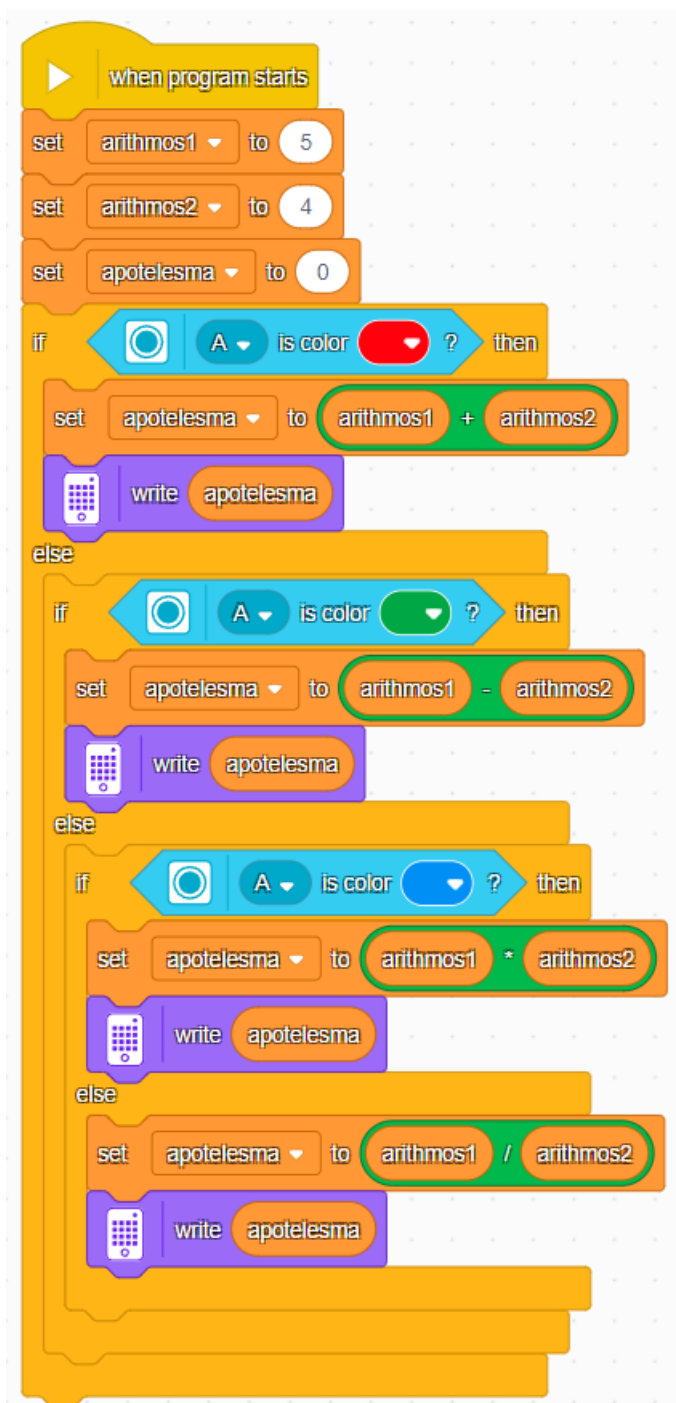 when program starts
set arithmos1 to 5
set arithmos2 to 4
set apotelesma to 0
if A is color ? then
set apotelesma to arithmos1 + arithmos2
write apotelesma
else
if A is color ? then
set apotelesma to arithmos1 - arithmos2
write apotelesma
else
if A is color ? then
set apotelesma to arithmos1 * arithmos2
write apotelesma
else
set apotelesma to arithmos1 / arithmos2
write apotelesma